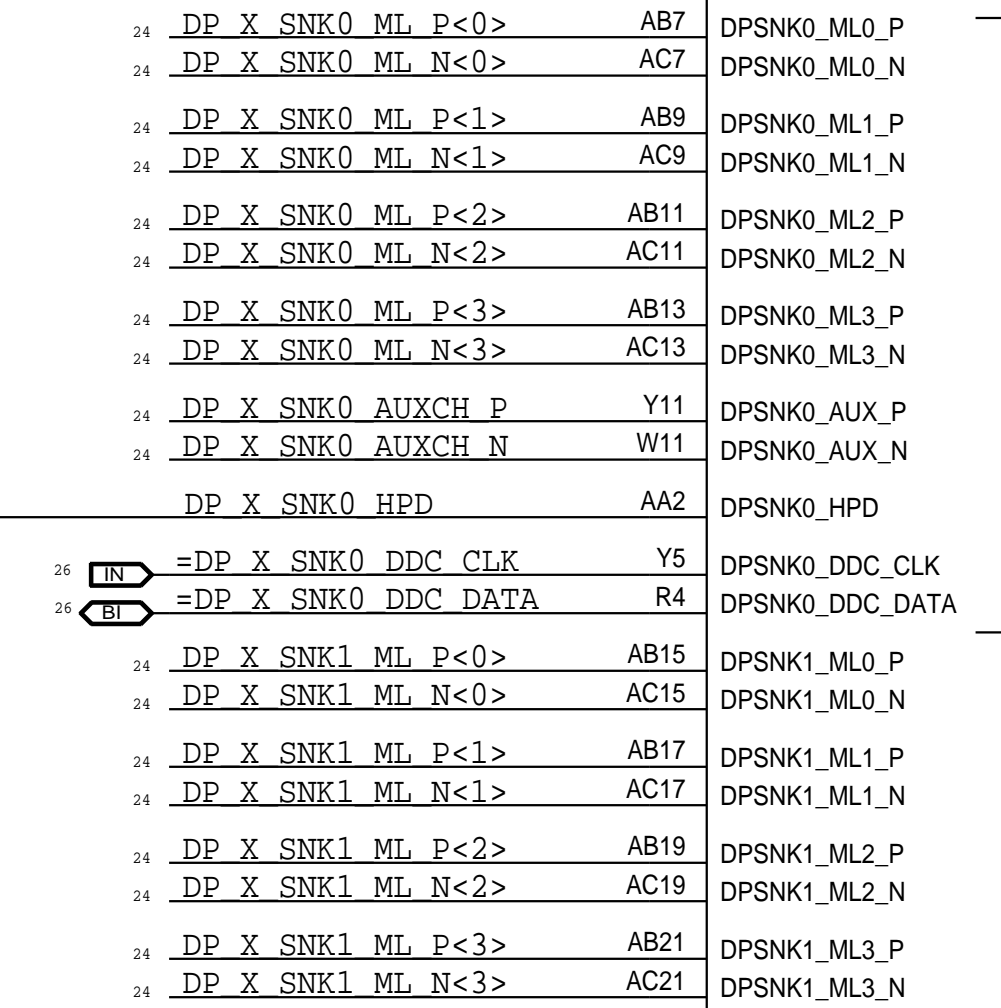 24 DP_X_SNK0_ML_P<0> AB7 DPSNK0_ML0_P
24 DP_X_SNK0_ML_N<0> AC7 DPSNK0_ML0_N
24 DP_X_SNK0_ML_P<1> AB9 DPSNK0_ML1_P
24 DP_X_SNK0_ML_N<1> AC9 DPSNK0_ML1_N
24 DP_X_SNK0_ML_P<2> AB11 DPSNK0_ML2_P
24 DP_X_SNK0_ML_N<2> AC11 DPSNK0_ML2_N
24 DP_X_SNK0_ML_P<3> AB13 DPSNK0_ML3_P
24 DP_X_SNK0_ML_N<3> AC13 DPSNK0_ML3_N
24 DP_X_SNK0_AUXCH_P Y11 DPSNK0_AUX_P
24 DP_X_SNK0_AUXCH_N W11 DPSNK0_AUX_N
DP_X_SNK0_HPD AA2 DPSNK0_HPD
26 IN =DP_X_SNK0_DDC_CLK Y5 DPSNK0_DDC_CLK
26 BI =DP_X_SNK0_DDC_DATA R4 DPSNK0_DDC_DATA
24 DP_X_SNK1_ML_P<0> AB15 DPSNK1_ML0_P
24 DP_X_SNK1_ML_N<0> AC15 DPSNK1_ML0_N
24 DP_X_SNK1_ML_P<1> AB17 DPSNK1_ML1_P
24 DP_X_SNK1_ML_N<1> AC17 DPSNK1_ML1_N
24 DP_X_SNK1_ML_P<2> AB19 DPSNK1_ML2_P
24 DP_X_SNK1_ML_N<2> AC19 DPSNK1_ML2_N
24 DP_X_SNK1_ML_P<3> AB21 DPSNK1_ML3_P
24 DP_X_SNK1_ML_N<3> AC21 DPSNK1_ML3_N